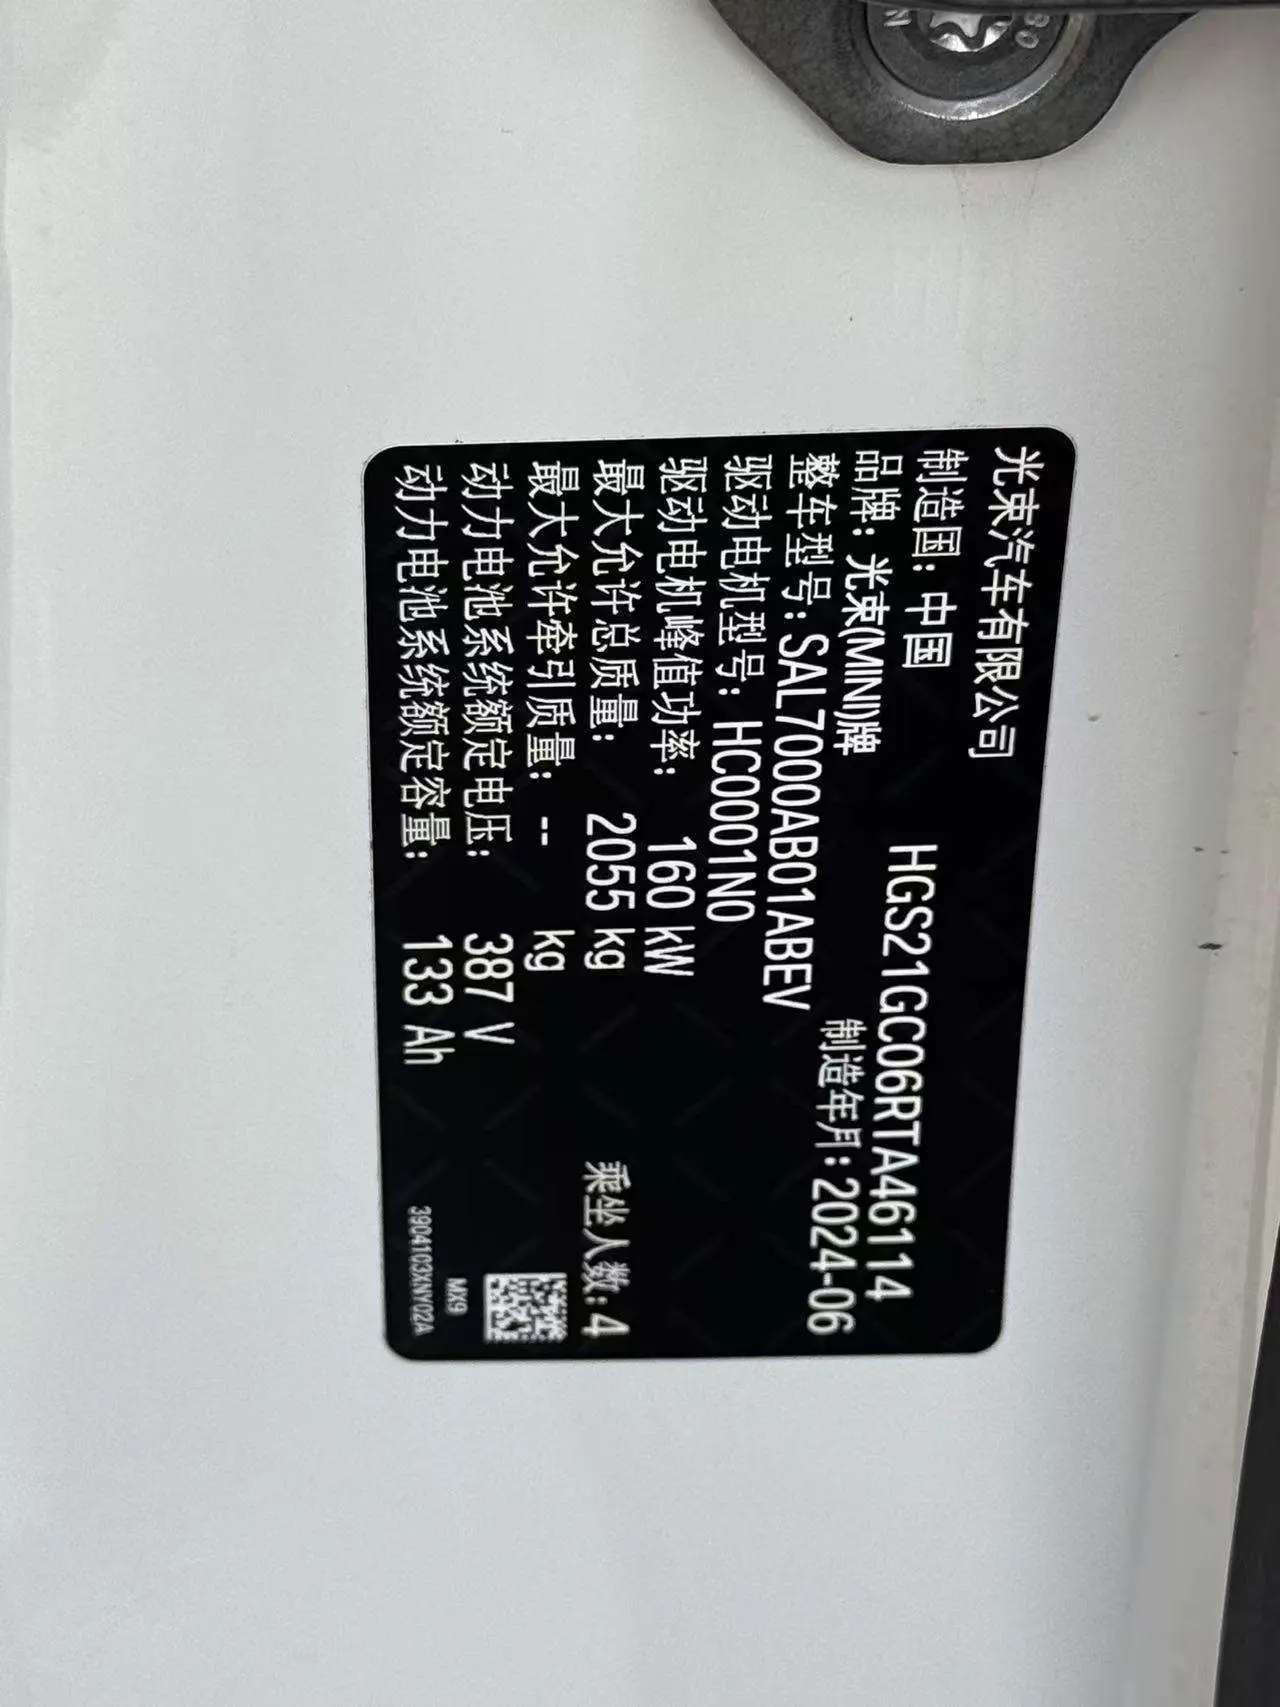 光束汽车有限公司
制造国: 中国 HGS21GC06RTA46114
品牌: 光束(MINI)牌 制造年月: 2024-06
整车型号: SAL7000AB01ABEV
驱动电机型号: HC0001N0
驱动电机峰值功率: 160 kW
最大允许总质量: 2055 kg 乘坐人数: 4
最大允许牵引质量: -- kg
动力电池系统额定电压: 387 V
动力电池系统额定容量: 133 Ah
MX9
3904103XNY02A